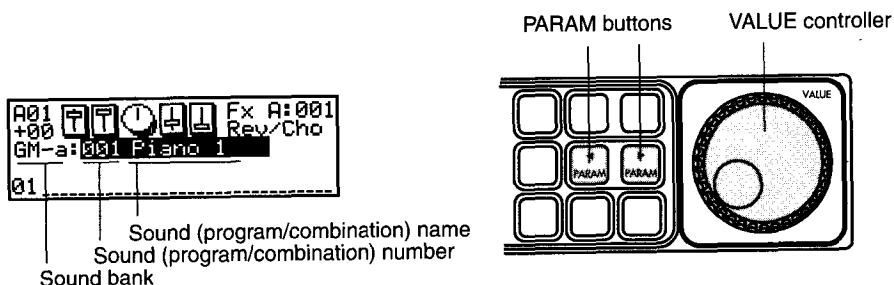 PARAM buttons
VALUE controller
A01
+00
Fx A:001
Rev/Cho
GM-a:001 Piano 1
01
Sound (program/combination) name
Sound (program/combination) number
Sound bank
VALUE
PARAM
PARAM